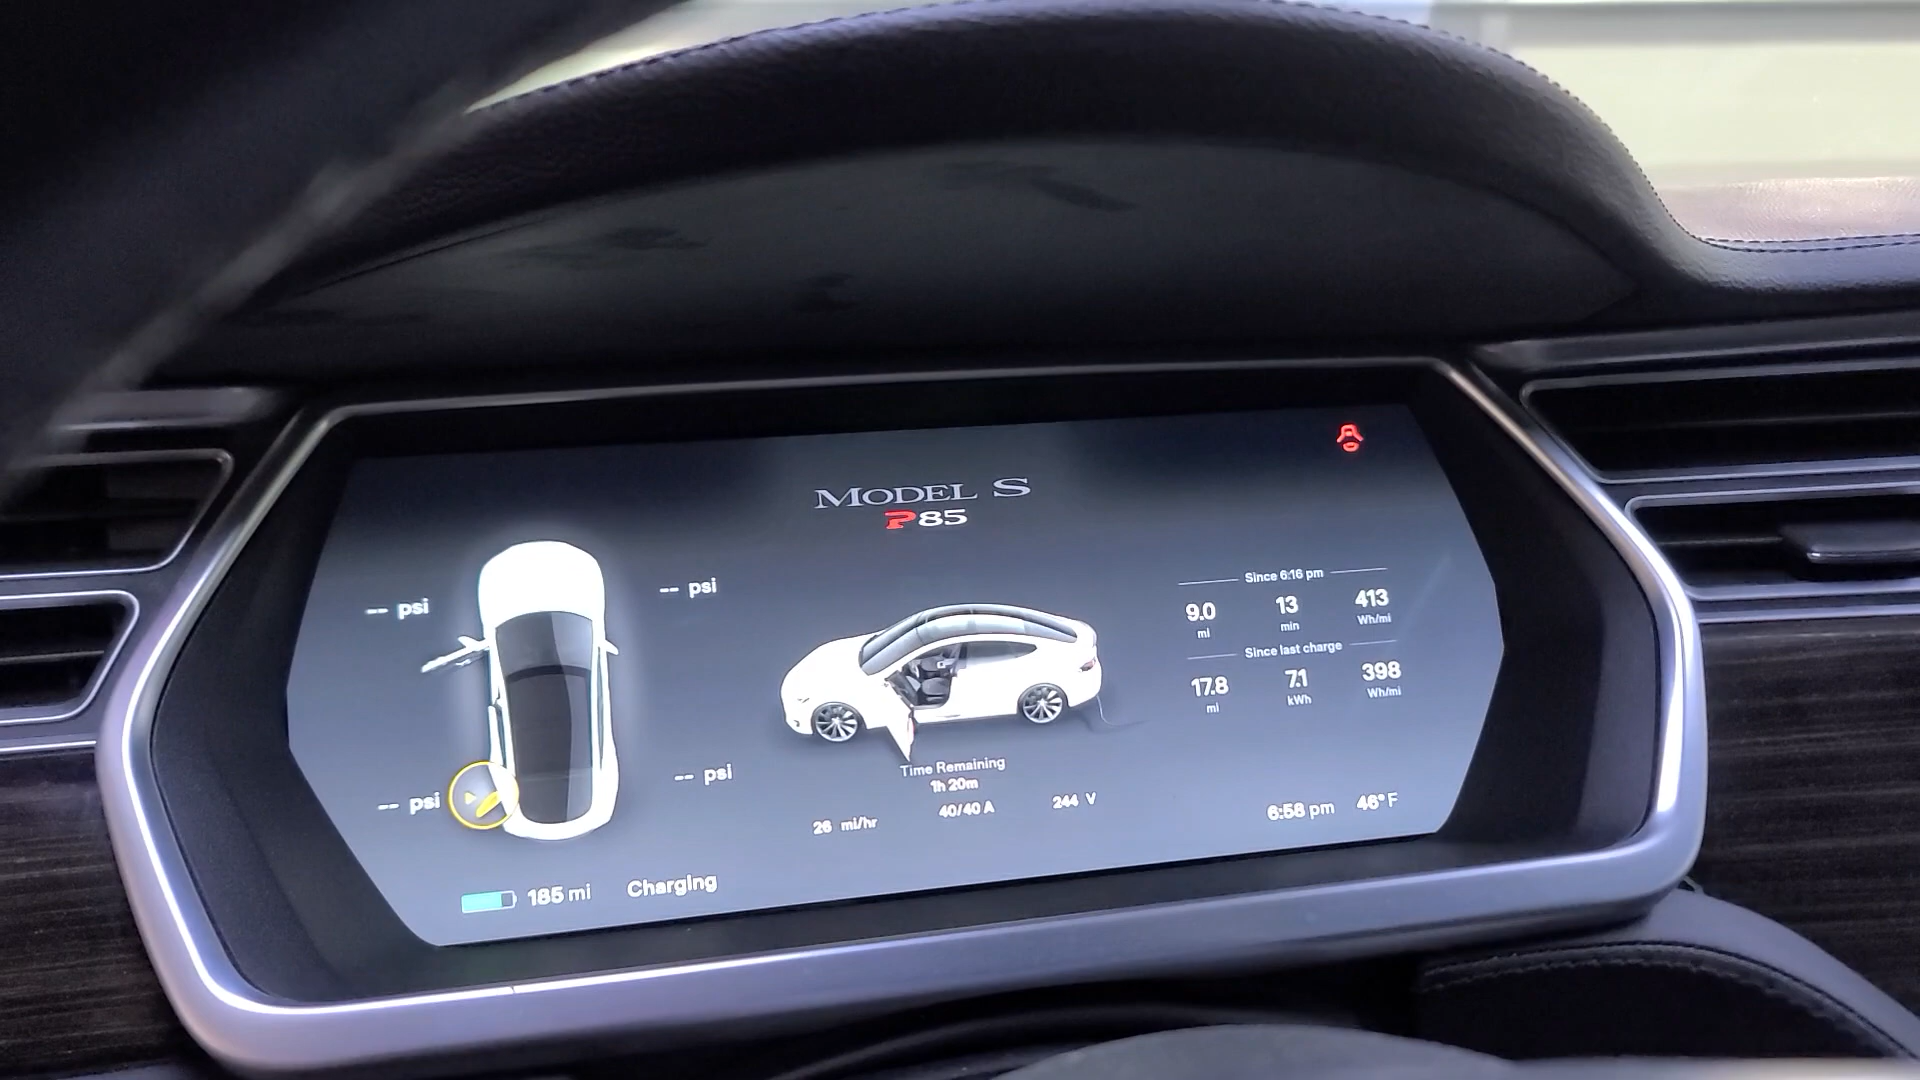 MODEL S
P85
-- psi
-- psi
-- psi
-- psi
Since 6:16 pm
9.0 13 413
mi min Wh/mi
Since last charge
17.8 7.1 398
mi kWh Wh/mi
Time Remaining
1h 20m
26 mi/hr 40/40 A 244 V
6:58 pm 46°F
185 mi Charging